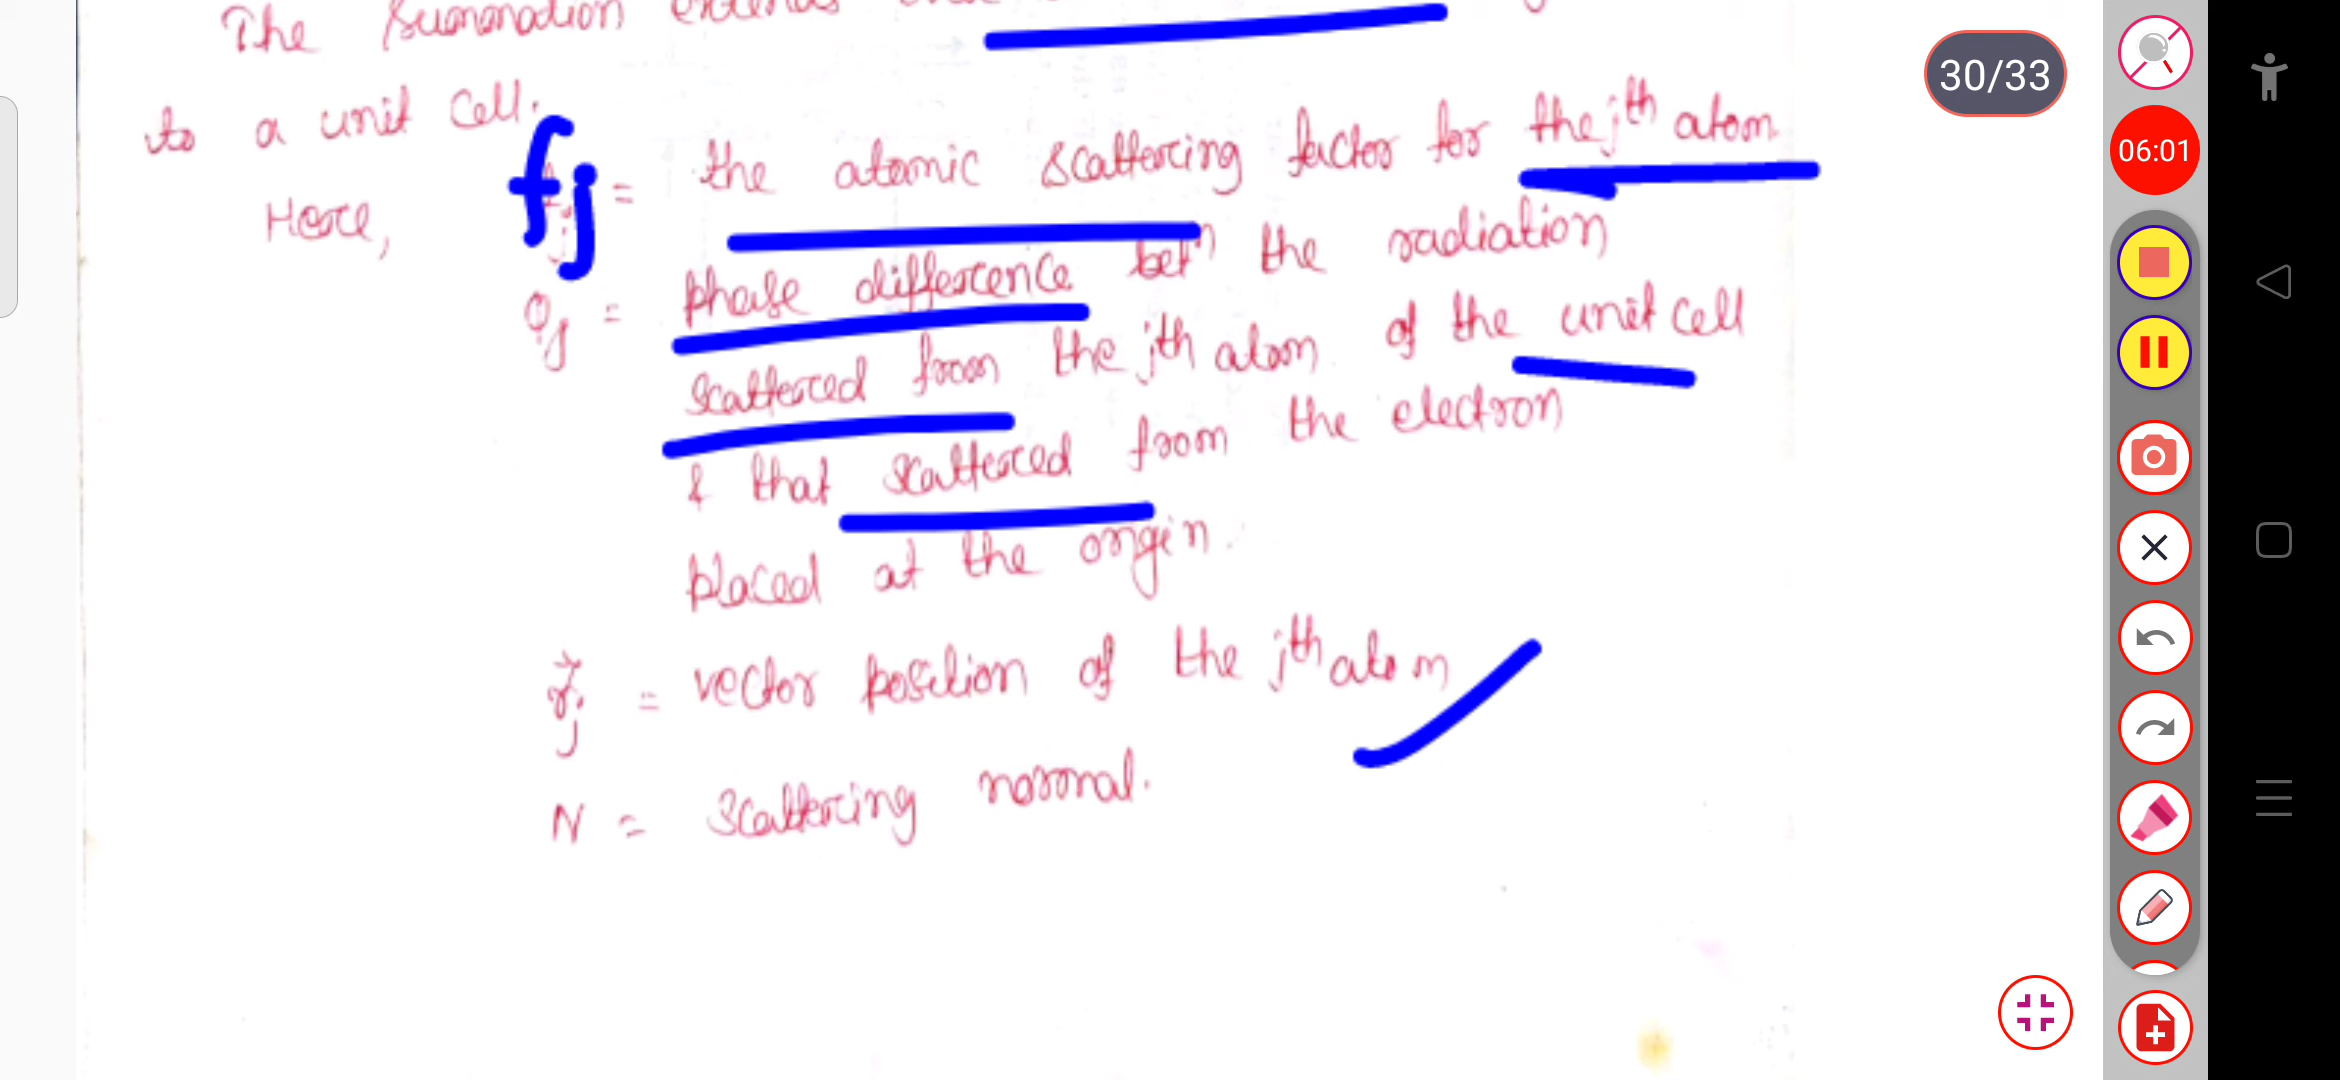 The summation extends
to a unit cell.
30/33
06:01
Here, fj = the atomic scattering factor for the jth atom
φj = phase difference betn the radiation
scattered from the jth atom of the unit cell
& that scattered from the electron
placed at the origin.
r⃗j = vector position of the jth atom
N = scattering normal.